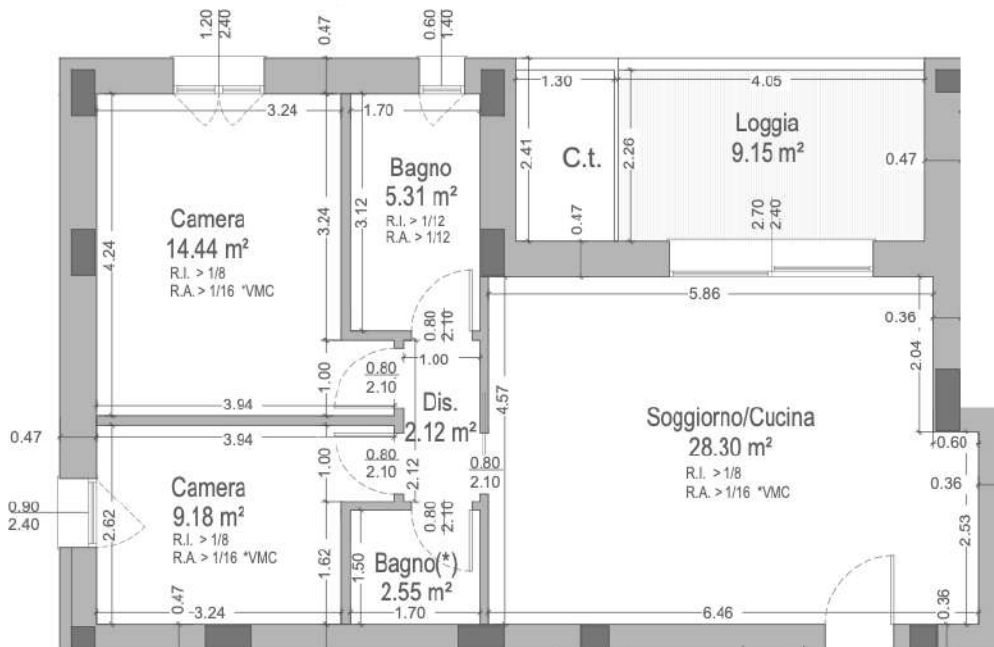 1.20
2.40
0.47
0.60
1.40
3.24
1.70
1.30
4.05
Loggia
9.15 m²
0.47
2.41
C.t.
2.26
Bagno
5.31 m²
R.I. > 1/12
R.A. > 1/12
3.12
3.24
Camera
14.44 m²
R.I. > 1/8
R.A. > 1/16 *VMC
4.24
0.47
2.70
2.40
5.86
0.36
2.04
0.80
2.10
1.00
0.80
2.10
1.00
3.94
Dis.
2.12 m²
4.57
Soggiorno/Cucina
28.30 m²
R.I. > 1/8
R.A. > 1/16 *VMC
0.47
3.94
0.60
0.80
2.10
1.00
2.12
0.80
2.10
0.36
Camera
9.18 m²
R.I. > 1/8
R.A. > 1/16 *VMC
0.90
2.40
2.62
0.80
2.10
2.53
1.62
1.50
Bagno(*)
2.55 m²
0.47
3.24
1.70
6.46
0.36